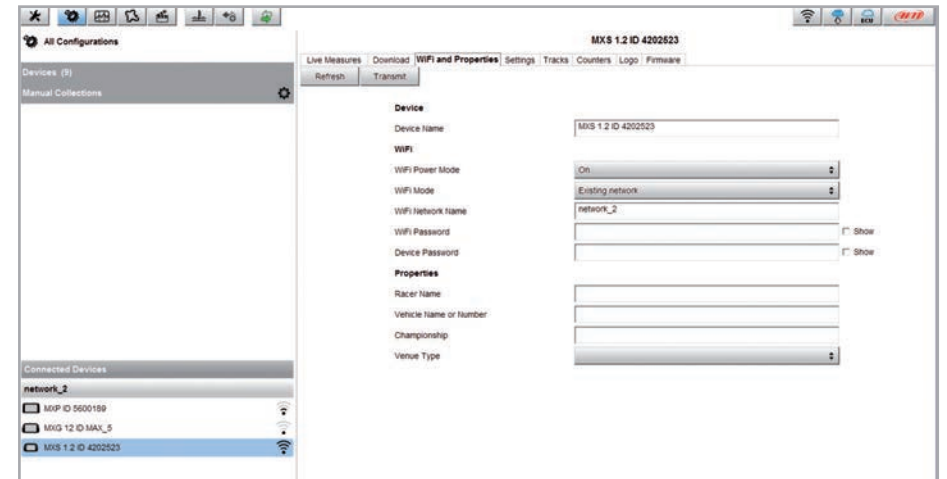 All Configurations
Devices (9)
Manual Collections
Connected Devices
network_2
MXP ID 5600189
MXG 12 ID MAX_5
MXS 1.2 ID 4202523
ECU
AiM
MXS 1.2 ID 4202523
Live Measures Download WiFi and Properties Settings Tracks Counters Logo Firmware
Refresh Transmit
Device
Device Name MXS 1.2 ID 4202523
WiFi
WiFi Power Mode On
WiFi Mode Existing network
WiFi Network Name network_2
WiFi Password Show
Device Password Show
Properties
Racer Name
Vehicle Name or Number
Championship
Venue Type